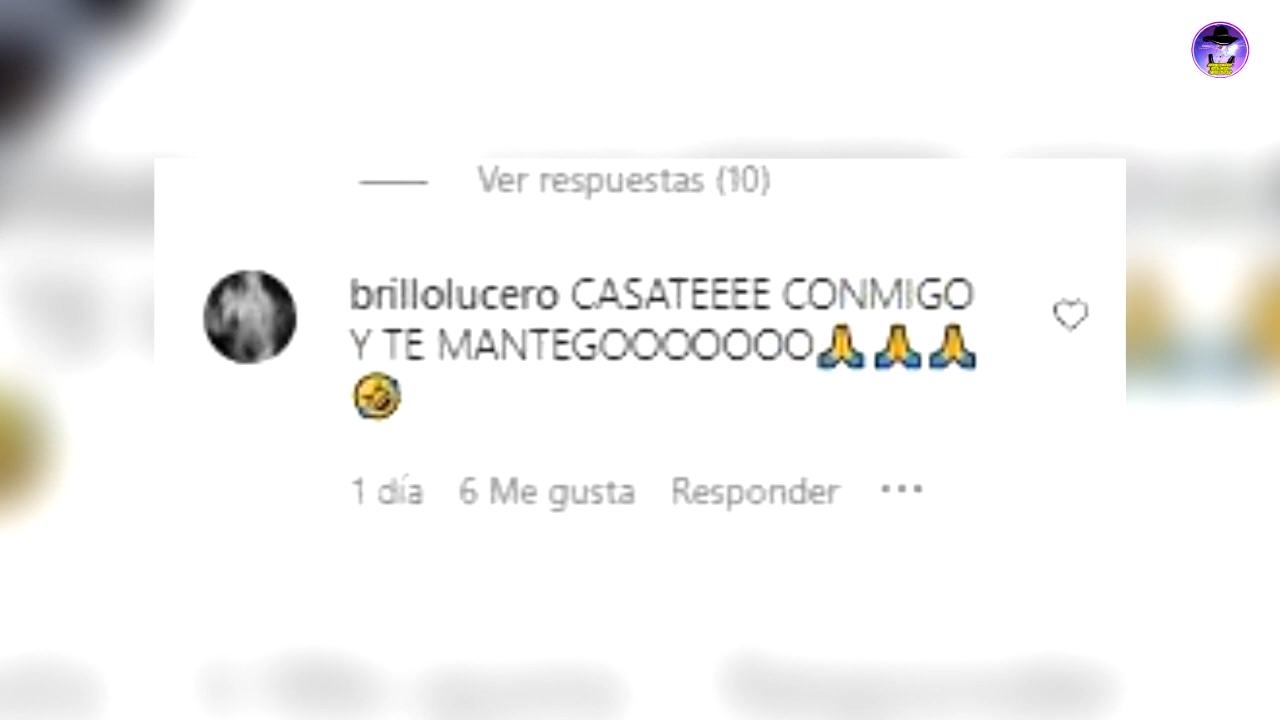 Ver respuestas (10)
brillolucero CASATEEEE CONMIGO
Y TE MANTEGOOOOOOO🙏🙏🙏
🤣
1 día 6 Me gusta Responder ...